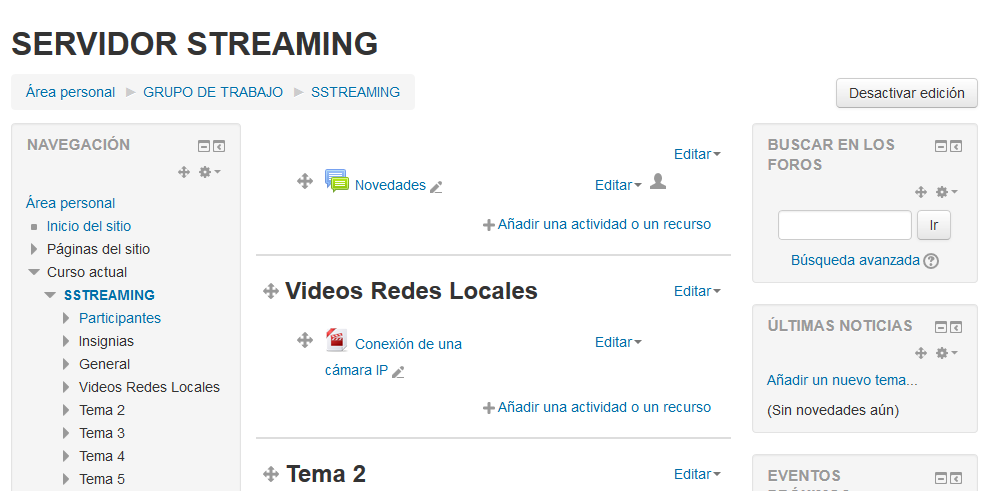 SERVIDOR STREAMING
Área personal GRUPO DE TRABAJO SSTREAMING
Desactivar edición
NAVEGACIÓN
Área personal
Inicio del sitio
Páginas del sitio
Curso actual
SSTREAMING
Participantes
Insignias
General
Videos Redes Locales
Tema 2
Tema 3
Tema 4
Tema 5
Editar
Novedades Editar
Añadir una actividad o un recurso
Videos Redes Locales Editar
Conexión de una Editar
cámara IP
Añadir una actividad o un recurso
Tema 2 Editar
BUSCAR EN LOS
FOROS
Ir
Búsqueda avanzada
ÚLTIMAS NOTICIAS
Añadir un nuevo tema...
(Sin novedades aún)
EVENTOS